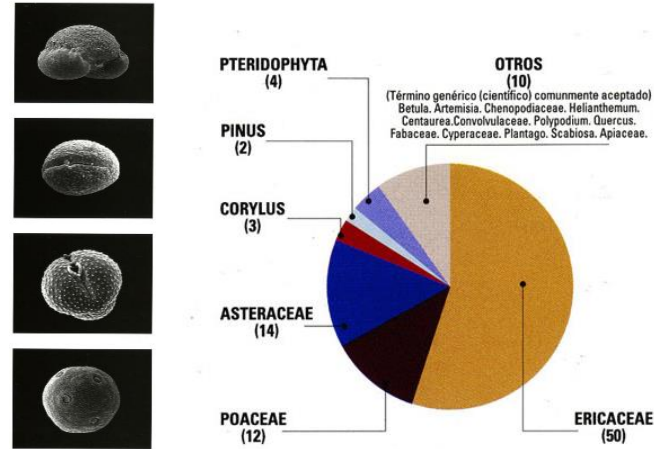 PTERIDOPHYTA
(4)
OTROS
(10)
(Término genérico (científico) comunmente aceptado)
Betula. Artemisia. Chenopodiaceae. Helianthemum.
Centaurea.Convolvulaceae. Polypodium. Quercus.
Fabaceae. Cyperaceae. Plantago. Scabiosa. Apiaceae.
PINUS
(2)
CORYLUS
(3)
ASTERACEAE
(14)
POACEAE
(12)
ERICACEAE
(50)